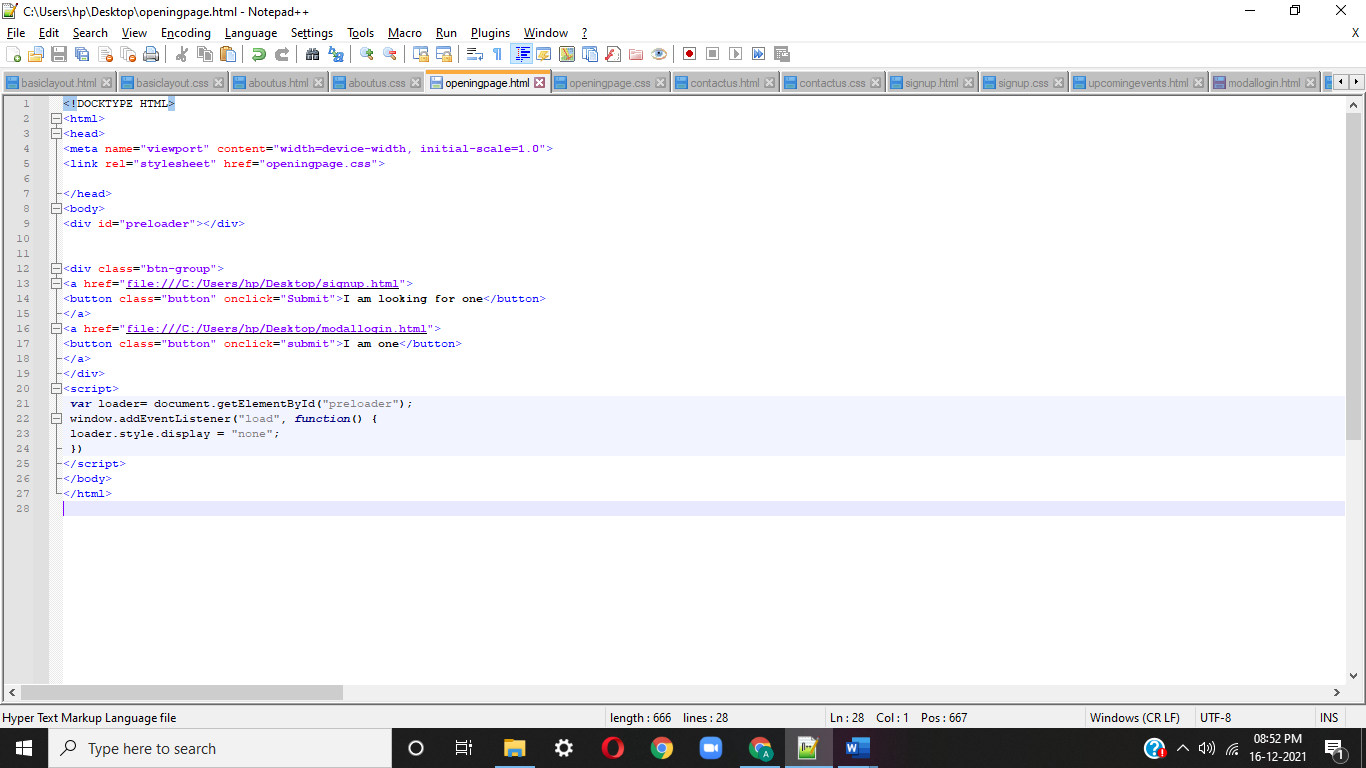 C:\Users\hp\Desktop\openingpage.html - Notepad++
File Edit Search View Encoding Language Settings Tools Macro Run Plugins Window ? X
basiclayout.html basiclayout.css aboutus.html aboutus.css openingpage.html openingpage.css contactus.html contactus.css signup.html signup.css upcomingevents.html modallogin.html
1 <!DOCKTYPE HTML>
2 <html>
3 <head>
4 <meta name="viewport" content="width=device-width, initial-scale=1.0">
5 <link rel="stylesheet" href="openingpage.css">
6
7 </head>
8 <body>
9 <div id="preloader"></div>
10
11
12 <div class="btn-group">
13 <a href="file:///C:/Users/hp/Desktop/signup.html">
14 <button class="button" onclick="Submit">I am looking for one</button>
15 </a>
16 <a href="file:///C:/Users/hp/Desktop/modallogin.html">
17 <button class="button" onclick="submit">I am one</button>
18 </a>
19 </div>
20 <script>
21 var loader= document.getElementById("preloader");
22 window.addEventListener("load", function() {
23 loader.style.display = "none";
24 })
25 </script>
26 </body>
27 </html>
28
Hyper Text Markup Language file length : 666 lines : 28 Ln : 28 Col : 1 Pos : 667 Windows (CR LF) UTF-8 INS
Type here to search
08:52 PM
16-12-2021
1